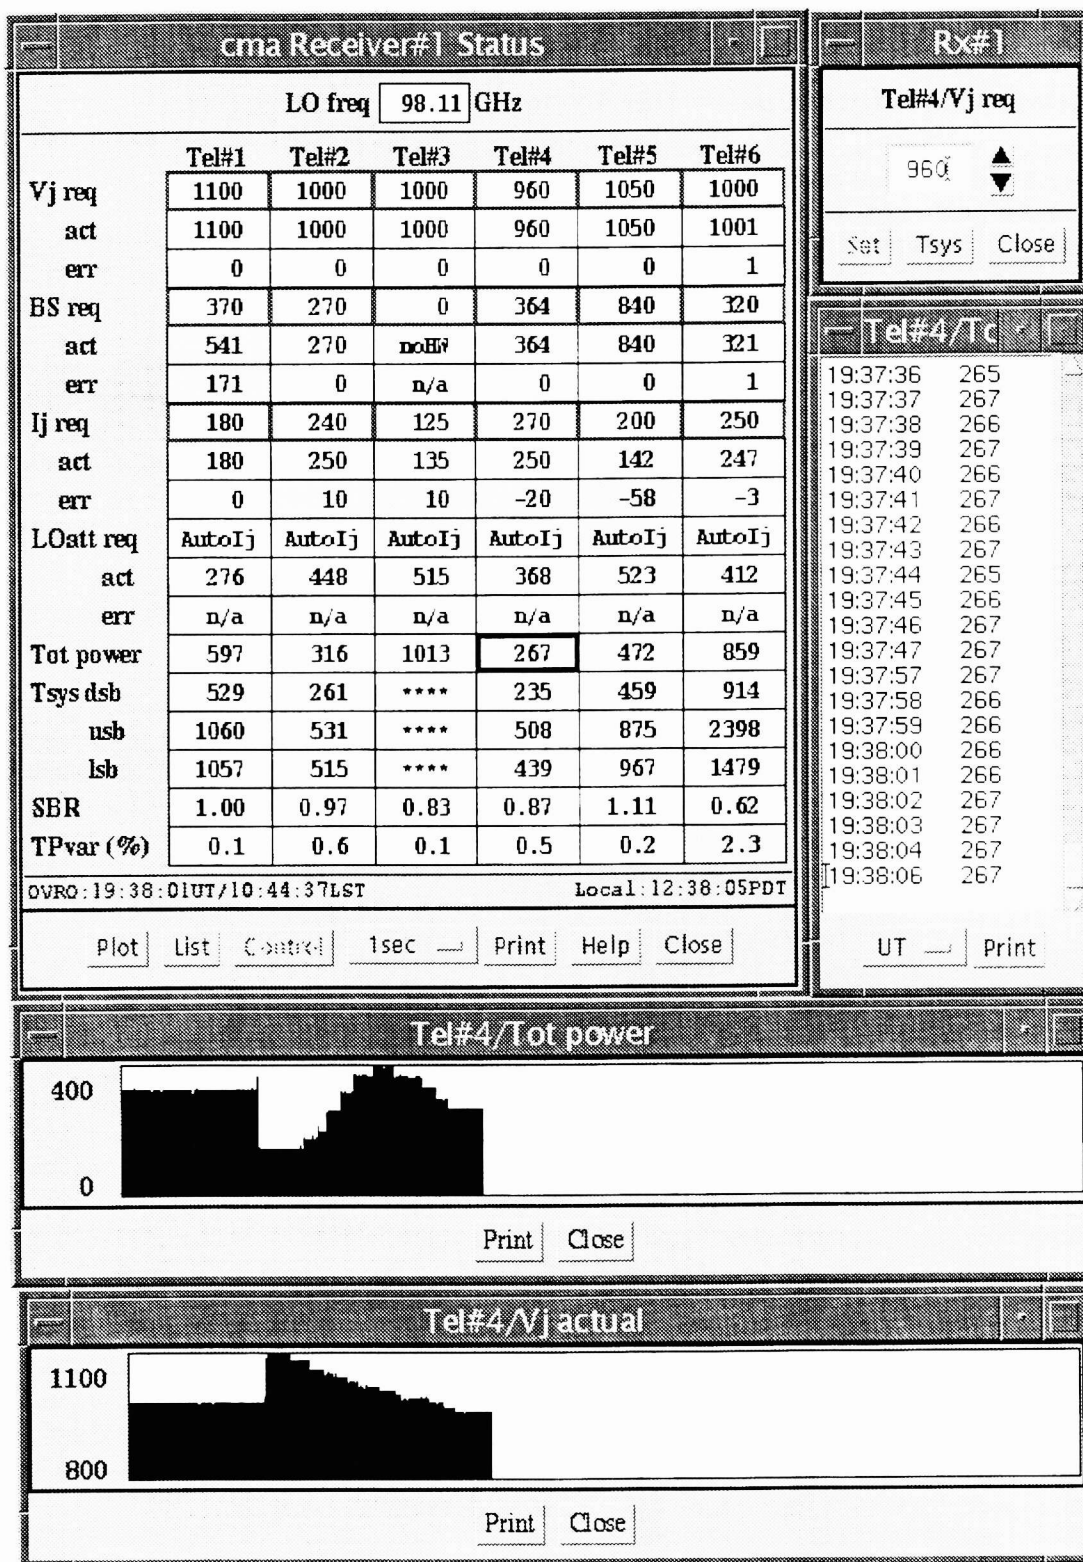 cma Receiver#1 Status
LO freq 98.11 GHz
Tel#1 Tel#2 Tel#3 Tel#4 Tel#5 Tel#6
Vj req 1100 1000 1000 960 1050 1000
act 1100 1000 1000 960 1050 1001
err 0 0 0 0 0 1
BS req 370 270 0 364 840 320
act 541 270 noHW 364 840 321
err 171 0 n/a 0 0 1
Ij req 180 240 125 270 200 250
act 180 250 135 250 142 247
err 0 10 10 -20 -58 -3
LOatt req AutoIj AutoIj AutoIj AutoIj AutoIj AutoIj
act 276 448 515 368 523 412
err n/a n/a n/a n/a n/a n/a
Tot power 597 316 1013 267 472 859
Tsys dsb 529 261 **** 235 459 914
usb 1060 531 **** 508 875 2398
lsb 1057 515 **** 439 967 1479
SBR 1.00 0.97 0.83 0.87 1.11 0.62
TPvar (%) 0.1 0.6 0.1 0.5 0.2 2.3
OVRO:19:38:01UT/10:44:37LST Local:12:38:05PDT
Plot List Control 1sec Print Help Close
Rx#1
Tel#4/Vj req
960
Set Tsys Close
Tel#4/To
19:37:36 265
19:37:37 267
19:37:38 266
19:37:39 267
19:37:40 266
19:37:41 267
19:37:42 266
19:37:43 267
19:37:44 265
19:37:45 266
19:37:46 267
19:37:47 267
19:37:57 267
19:37:58 266
19:37:59 266
19:38:00 266
19:38:01 266
19:38:02 267
19:38:03 267
19:38:04 267
19:38:06 267
UT Print
Tel#4/Tot power
400
0
Print Close
Tel#4/Vj actual
1100
800
Print Close